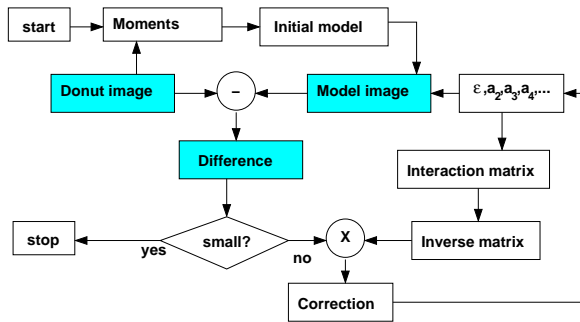 start
Moments
Initial model
Donut image
–
Model image
ε,a2,a3,a4,...
Difference
Interaction matrix
stop
yes
small?
no
X
Inverse matrix
Correction